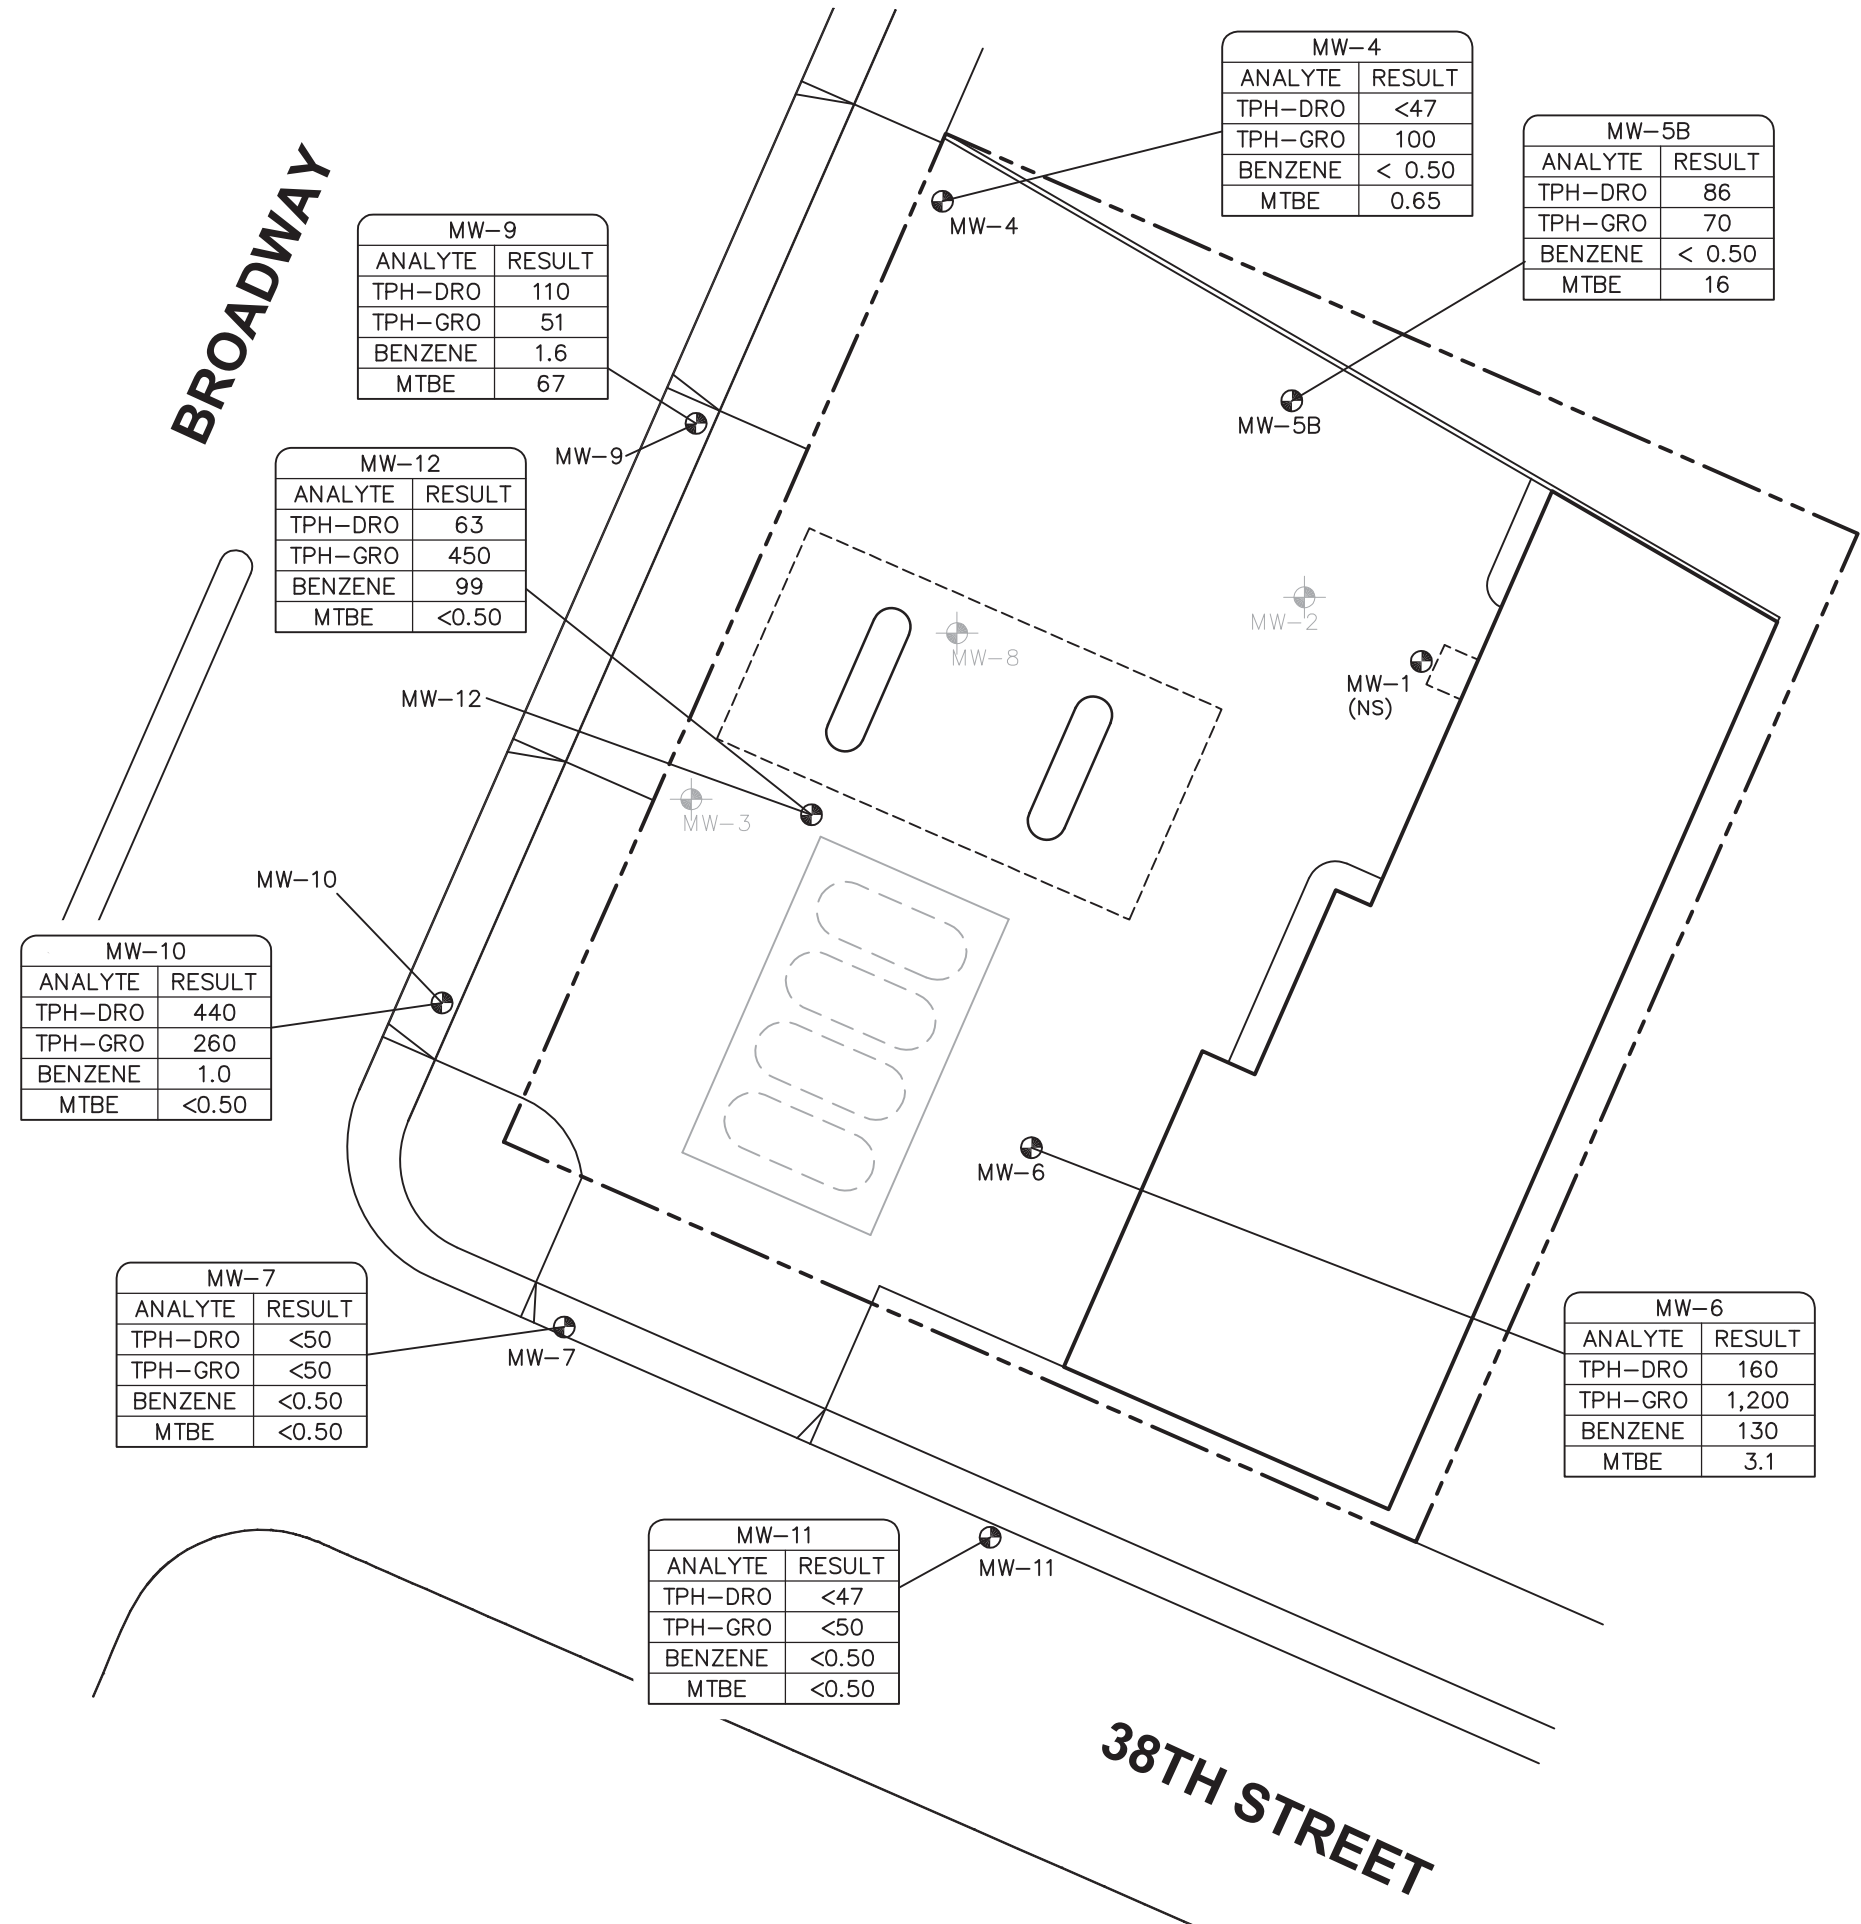 MW-4
ANALYTE RESULT
TPH-DRO <47
TPH-GRO 100
BENZENE < 0.50
MTBE 0.65
MW-5B
ANALYTE RESULT
TPH-DRO 86
TPH-GRO 70
BENZENE < 0.50
MTBE 16
BROADWAY
MW-9
ANALYTE RESULT
TPH-DRO 110
TPH-GRO 51
BENZENE 1.6
MTBE 67
MW-4
MW-5B
MW-9
MW-12
ANALYTE RESULT
TPH-DRO 63
TPH-GRO 450
BENZENE 99
MTBE <0.50
MW-2
MW-8
MW-1
(NS)
MW-12
MW-3
MW-10
MW-10
ANALYTE RESULT
TPH-DRO 440
TPH-GRO 260
BENZENE 1.0
MTBE <0.50
MW-6
MW-7
ANALYTE RESULT
TPH-DRO <50
TPH-GRO <50
BENZENE <0.50
MTBE <0.50
MW-7
MW-6
ANALYTE RESULT
TPH-DRO 160
TPH-GRO 1,200
BENZENE 130
MTBE 3.1
MW-11
ANALYTE RESULT
TPH-DRO <47
TPH-GRO <50
BENZENE <0.50
MTBE <0.50
MW-11
38TH STREET